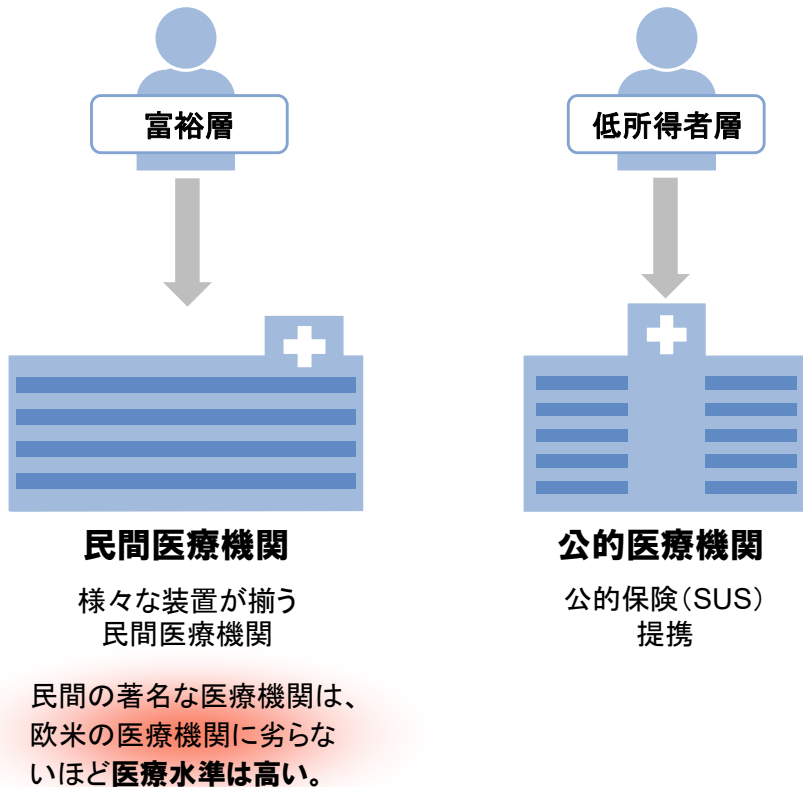 富裕層
低所得者層
民間医療機関
様々な装置が揃う
民間医療機関
民間の著名な医療機関は、
欧米の医療機関に劣らな
いほど医療水準は高い。
公的医療機関
公的保険（SUS）
提携